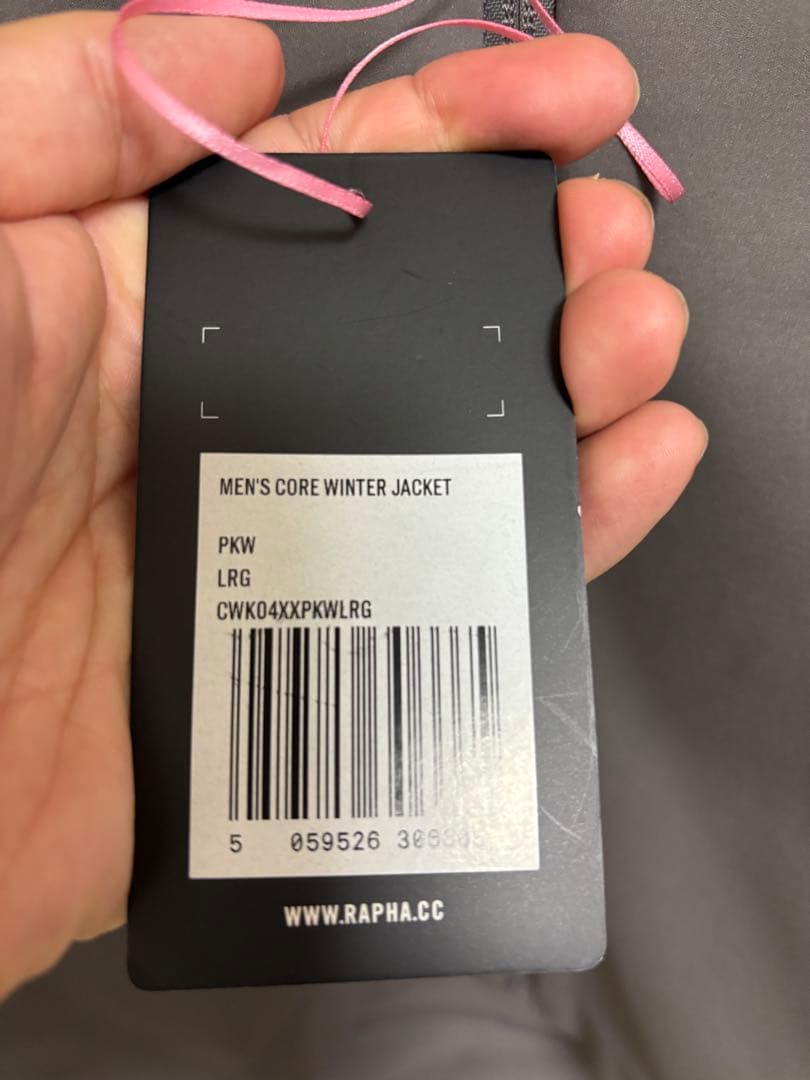 MEN'S CORE WINTER JACKET
PKW
LRG
CWK04XXPKWLRG
5 059526
WWW.RAPHA.CC